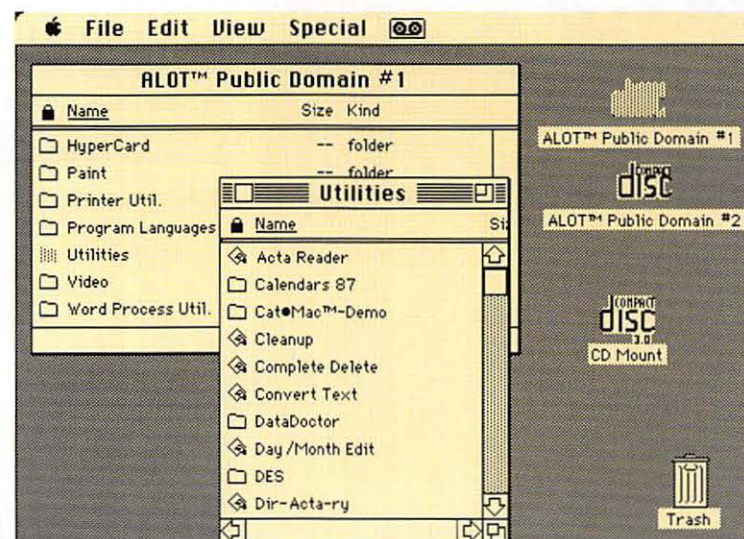 File Edit View Special
ALOT™ Public Domain #1
Name Size Kind
HyperCard -- folder
Paint -- folder
Printer Util.
Program Languages
Utilities
Video
Word Process Util.
Utilities
Name Siz
Acta Reader
Calendars 87
Cat●Mac™-Demo
Cleanup
Complete Delete
Convert Text
DataDoctor
Day/Month Edit
DES
Dir-Acta-ry
ALOT™ Public Domain #1
COMPACT
disc
ALOT™ Public Domain #2
COMPACT
disc
3.0
CD Mount
Trash